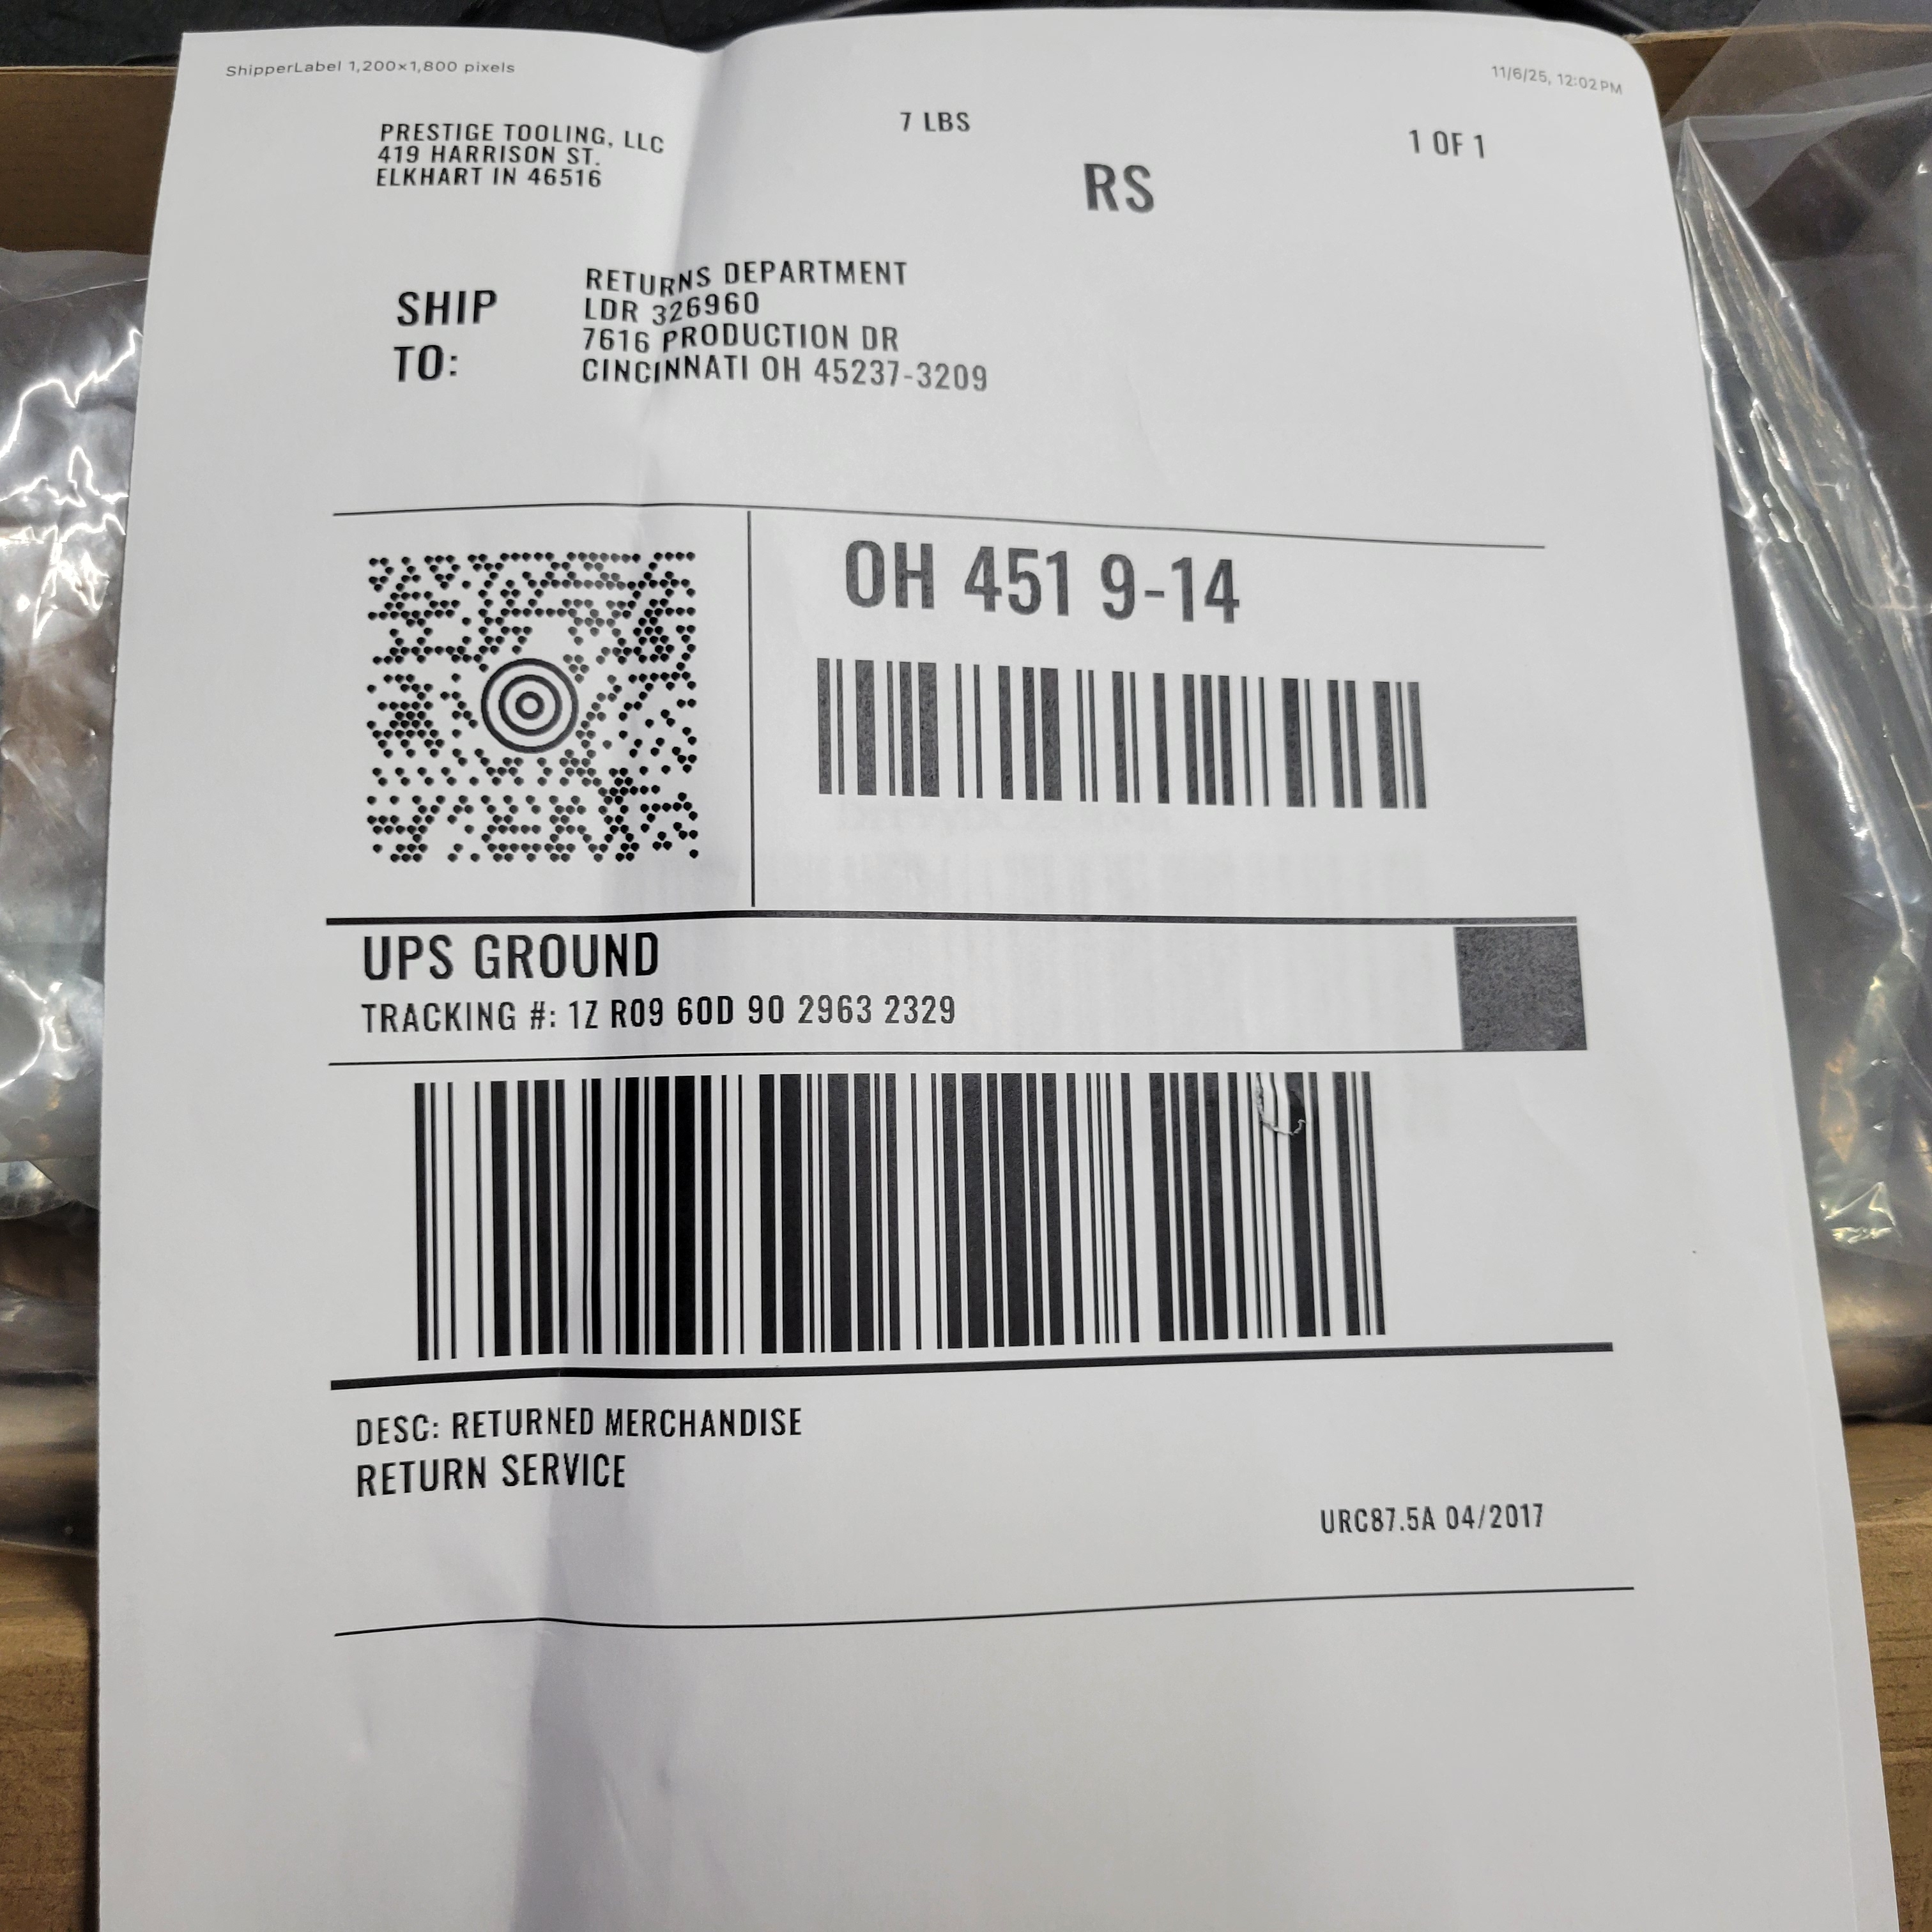 ShipperLabel 1,200×1,800 pixels
11/6/25, 12:02 PM
PRESTIGE TOOLING, LLC
419 HARRISON ST.
ELKHART IN 46516
7 LBS
1 OF 1
RS
SHIP
TO:
RETURNS DEPARTMENT
LDR 326960
7616 PRODUCTION DR
CINCINNATI OH 45237-3209
OH 451 9-14
UPS GROUND
TRACKING #: 1Z R09 60D 90 2963 2329
DESC: RETURNED MERCHANDISE
RETURN SERVICE
URC87.5A 04/2017